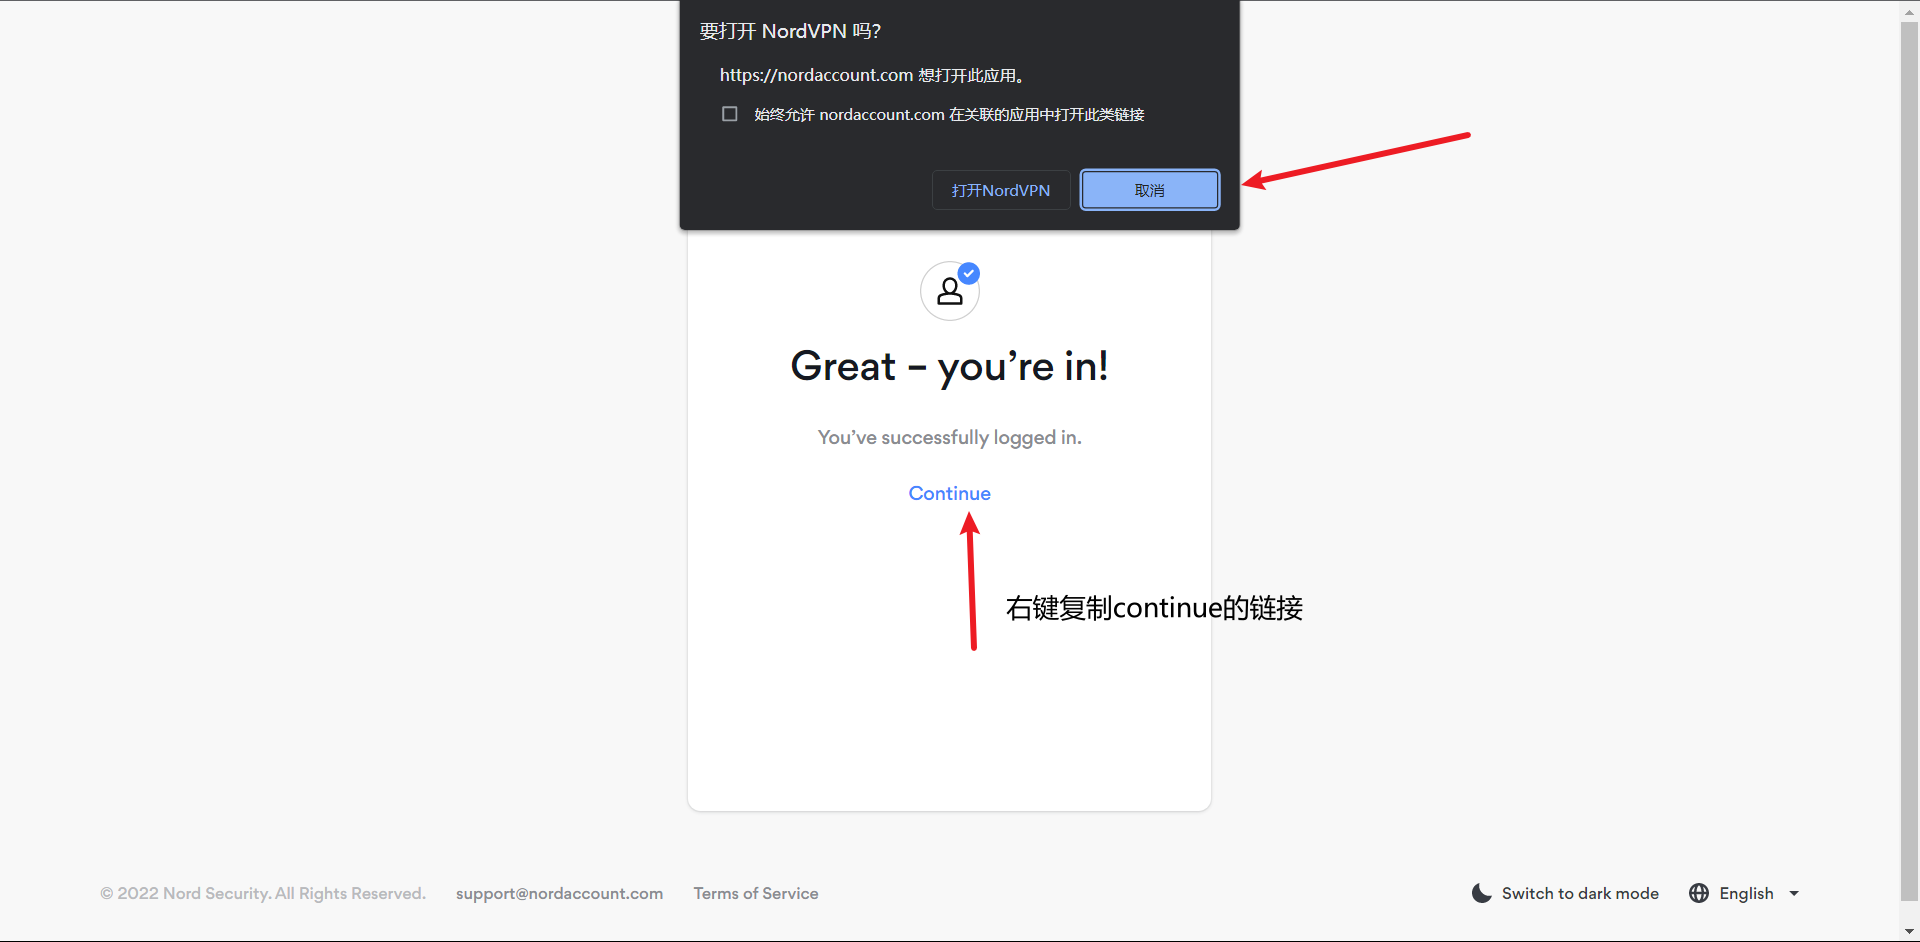 要打开 NordVPN 吗?
https://nordaccount.com 想打开此应用。
始终允许 nordaccount.com 在关联的应用中打开此类链接
打开NordVPN
取消
Great – you’re in!
You’ve successfully logged in.
Continue
右键复制continue的链接
© 2022 Nord Security. All Rights Reserved.
support@nordaccount.com
Terms of Service
Switch to dark mode
English